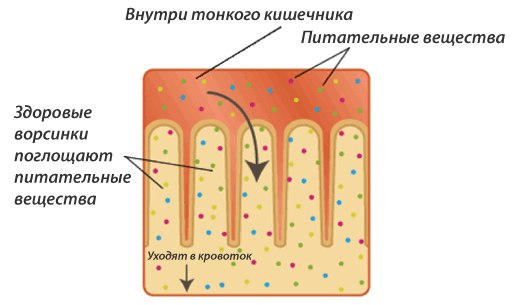 Внутри тонкого кишечника
Питательные вещества
Здоровые
ворсинки
поглощают
питательные
вещества
Уходят в кровоток